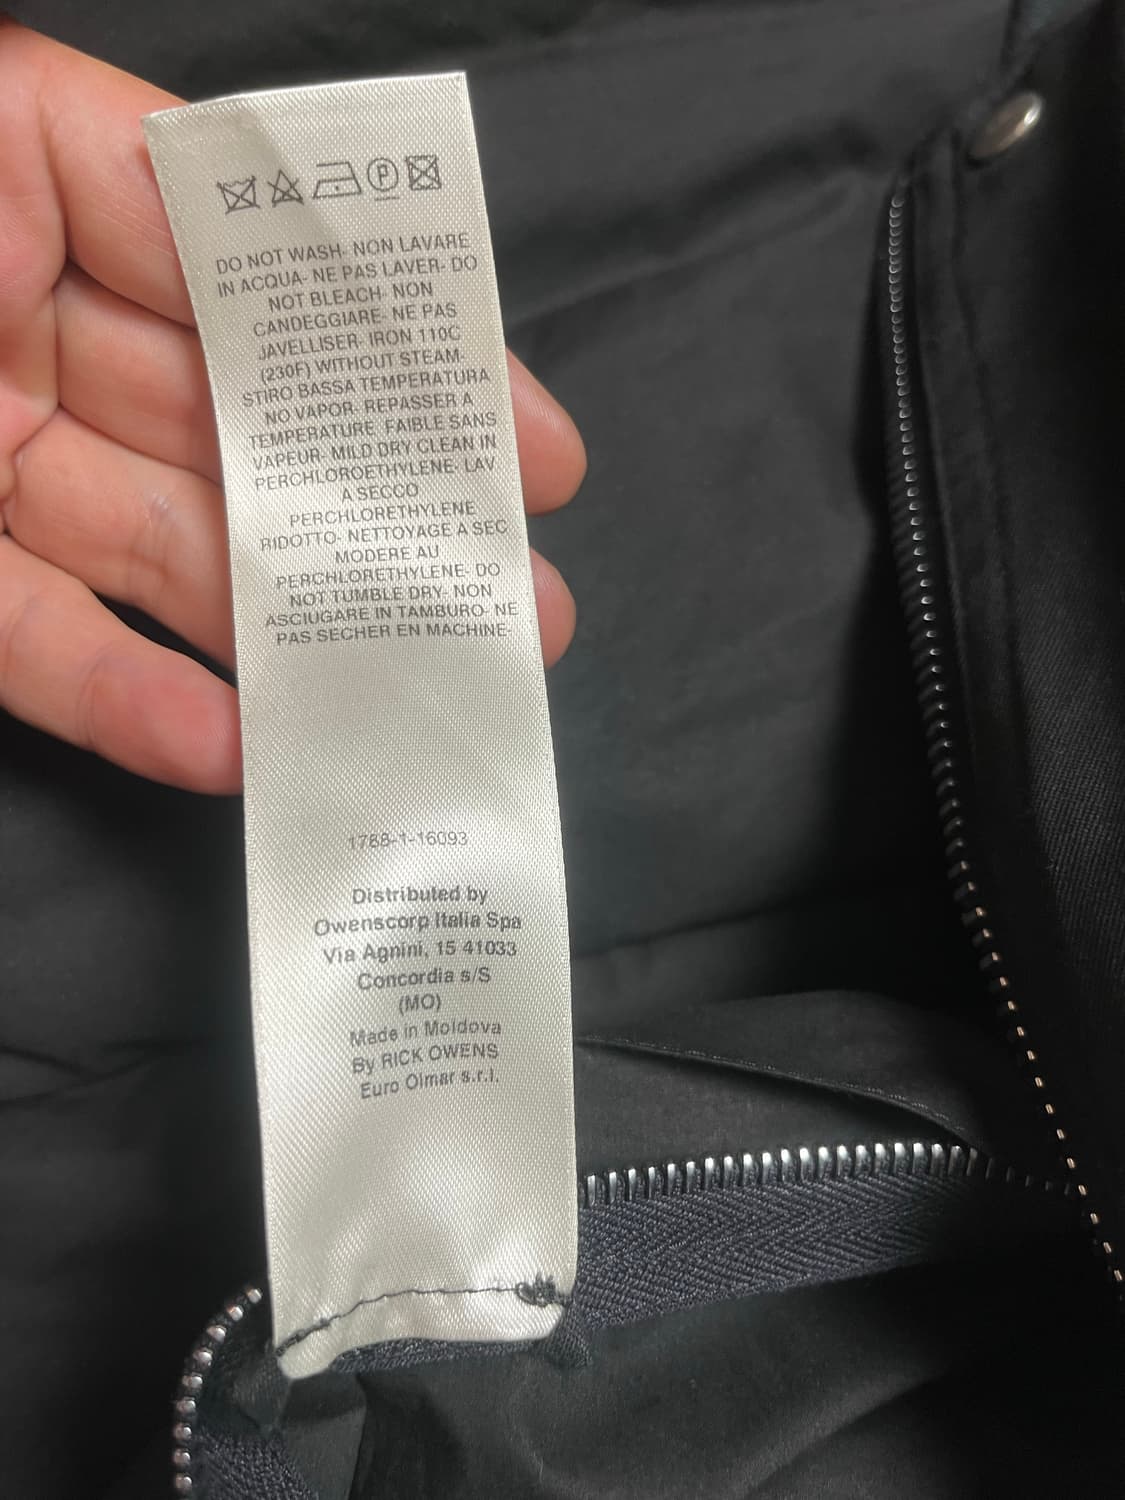 P
DO NOT WASH- NON LAVARE
IN ACQUA- NE PAS LAVER- DO
NOT BLEACH- NON
CANDEGGIARE- NE PAS
JAVELLISER- IRON 110C
(230F) WITHOUT STEAM-
STIRO BASSA TEMPERATURA
NO VAPOR- REPASSER A
TEMPERATURE FAIBLE SANS
VAPEUR- MILD DRY CLEAN IN
PERCHLOROETHYLENE- LAV
A SECCO
PERCHLORETHYLENE
RIDOTTO- NETTOYAGE A SEC
MODERE AU
PERCHLORETHYLENE- DO
NOT TUMBLE DRY- NON
ASCIUGARE IN TAMBURO- NE
PAS SECHER EN MACHINE-
1788-1-16093
Distributed by
Owenscorp Italia Spa
Via Agnini, 15 41033
Concordia s/S
(MO)
Made in Moldova
By RICK OWENS
Euro Olmar s.r.l.